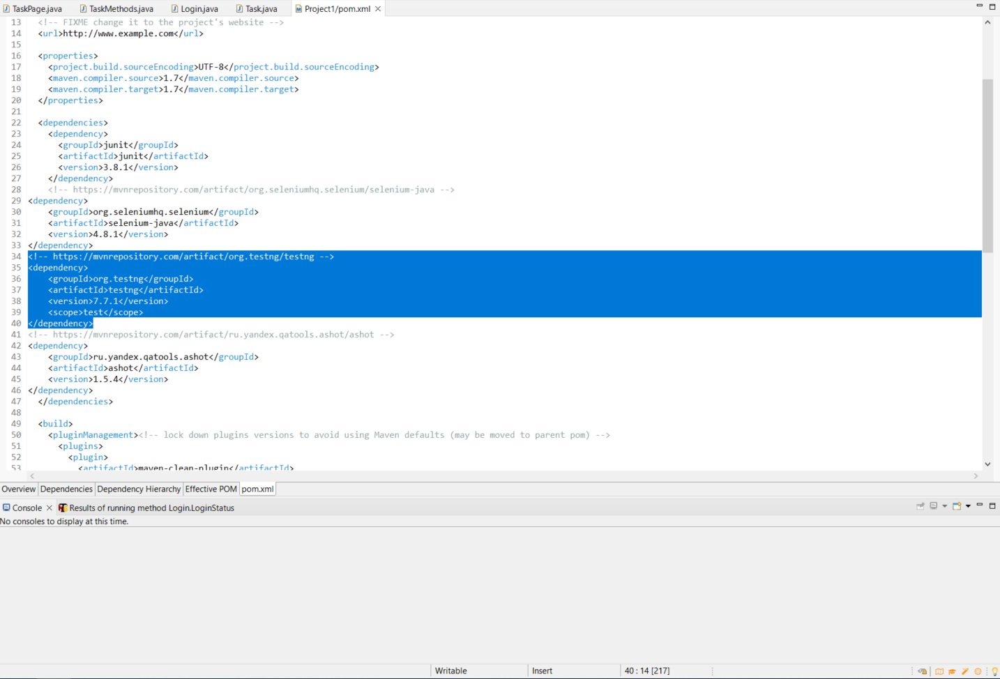 TaskPage.java TaskMethods.java Login.java Task.java Project1/pom.xml
13 <!-- FIXME change it to the project's website -->
14 <url>http://www.example.com</url>
15
16 <properties>
17 <project.build.sourceEncoding>UTF-8</project.build.sourceEncoding>
18 <maven.compiler.source>1.7</maven.compiler.source>
19 <maven.compiler.target>1.7</maven.compiler.target>
20 </properties>
21
22 <dependencies>
23 <dependency>
24 <groupId>junit</groupId>
25 <artifactId>junit</artifactId>
26 <version>3.8.1</version>
27 </dependency>
28 <!-- https://mvnrepository.com/artifact/org.seleniumhq.selenium/selenium-java -->
29 <dependency>
30 <groupId>org.seleniumhq.selenium</groupId>
31 <artifactId>selenium-java</artifactId>
32 <version>4.8.1</version>
33 </dependency>
34 <!-- https://mvnrepository.com/artifact/org.testng/testng -->
35 <dependency>
36 <groupId>org.testng</groupId>
37 <artifactId>testng</artifactId>
38 <version>7.7.1</version>
39 <scope>test</scope>
40 </dependency>
41 <!-- https://mvnrepository.com/artifact/ru.yandex.qatools.ashot/ashot -->
42 <dependency>
43 <groupId>ru.yandex.qatools.ashot</groupId>
44 <artifactId>ashot</artifactId>
45 <version>1.5.4</version>
46 </dependency>
47 </dependencies>
48
49 <build>
50 <pluginManagement><!-- lock down plugins versions to avoid using Maven defaults (may be moved to parent pom) -->
51 <plugins>
52 <plugin>
53 <artifactId>maven-clean-plugin</artifactId>
Overview Dependencies Dependency Hierarchy Effective POM pom.xml
Console Results of running method Login.LoginStatus
No consoles to display at this time.
Writable Insert 40 : 14 [217]